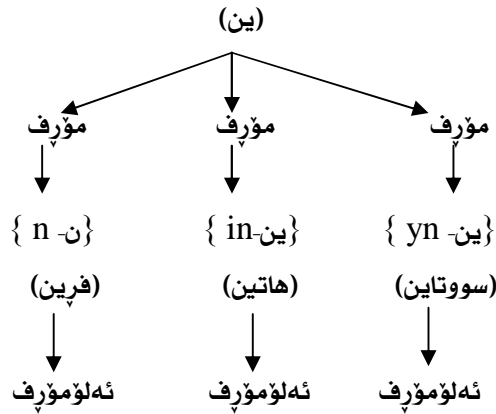 (ین)
مۆڕف مۆڕف مۆڕف
{ین- yn } {ین-in } {ن- n }
(سووتاین) (هاتین) (فڕین)
ئەلۆمۆڕف ئەلۆمۆڕف ئەلۆمۆڕف